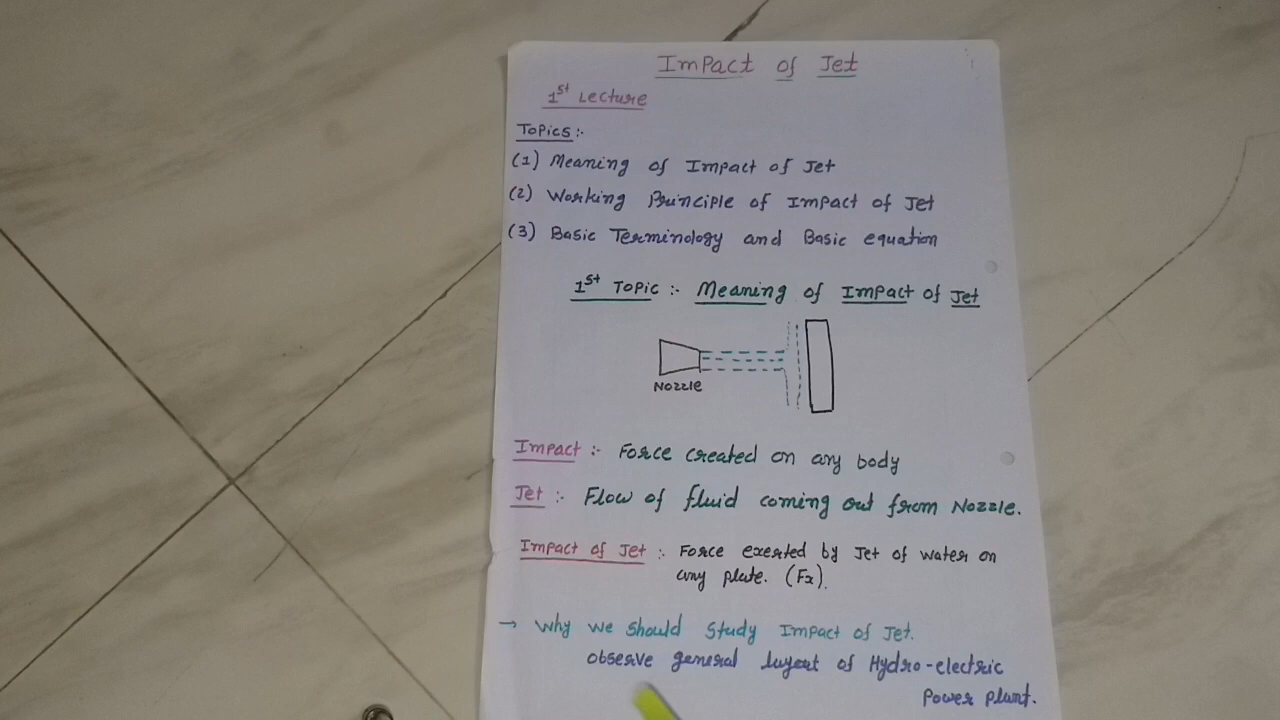 Impact of Jet
1st Lecture
Topics :-
(1) Meaning of Impact of Jet
(2) Working Principle of Impact of Jet
(3) Basic Terminology and Basic equation
1st Topic :- Meaning of Impact of Jet
Nozzle
Impact :- Force created on any body
Jet :- Flow of fluid coming out from Nozzle.
Impact of Jet :- Force exerted by Jet of water on
any plate. (Fx).
→ Why we should study Impact of Jet.
observe general layout of Hydro-electric
Power plant.